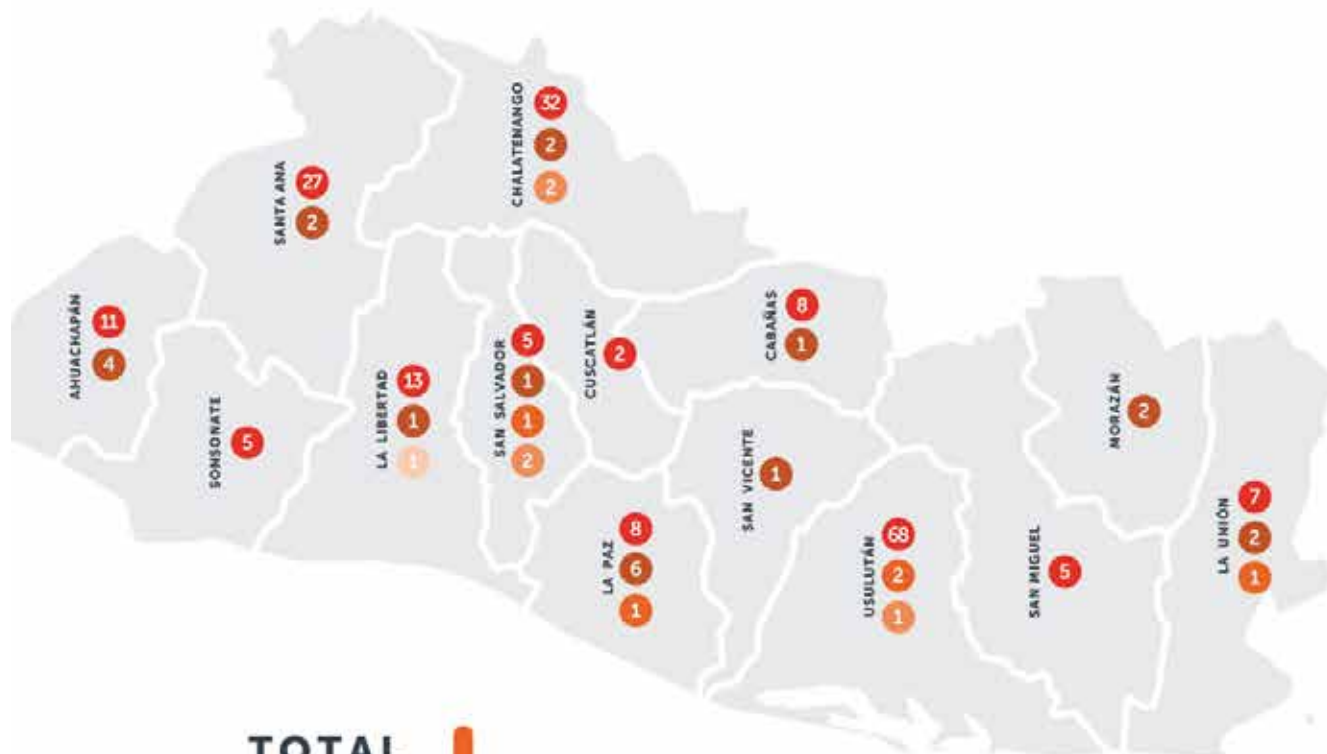 AHUACHAPÁN
11
4
SANTA ANA
27
2
SONSONATE
5
CHALATENANGO
32
2
2
LA LIBERTAD
13
1
1
SAN SALVADOR
5
1
1
2
CUSCATLÁN
2
CABAÑAS
8
1
LA PAZ
8
6
1
SAN VICENTE
1
USULUTÁN
68
2
1
SAN MIGUEL
5
MORAZÁN
2
LA UNIÓN
7
2
1
TOTAL